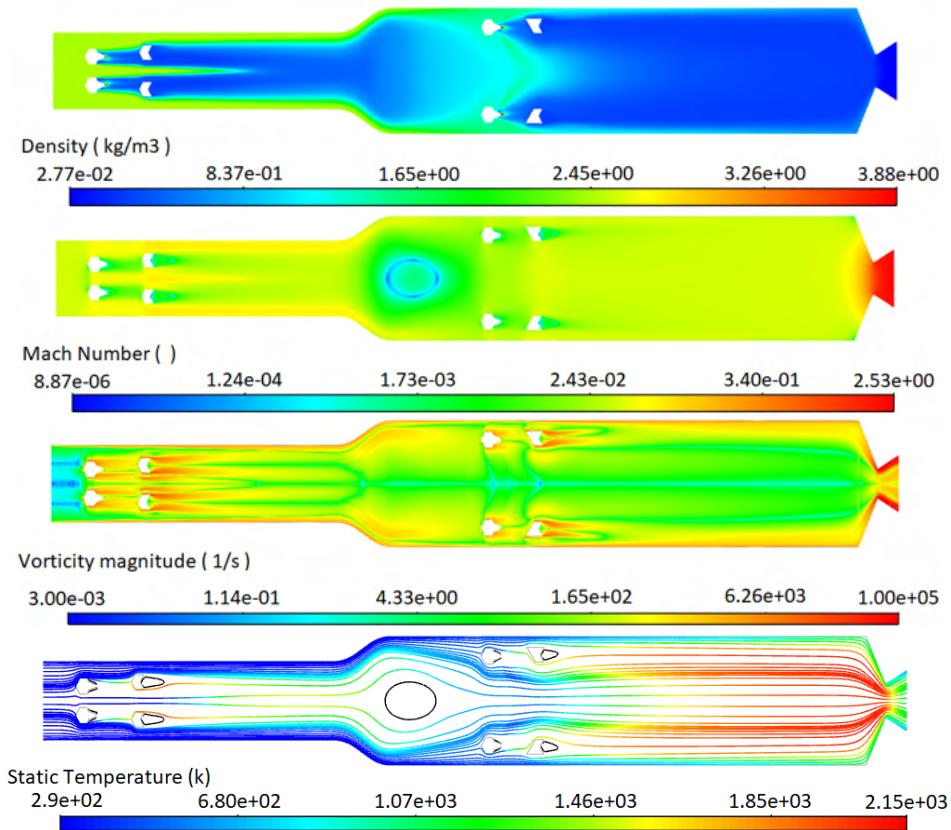 Density ( kg/m3 )
2.77e-02 8.37e-01 1.65e+00 2.45e+00 3.26e+00 3.88e+00
Mach Number ( )
8.87e-06 1.24e-04 1.73e-03 2.43e-02 3.40e-01 2.53e+00
Vorticity magnitude ( 1/s )
3.00e-03 1.14e-01 4.33e+00 1.65e+02 6.26e+03 1.00e+05
Static Temperature (k)
2.9e+02 6.80e+02 1.07e+03 1.46e+03 1.85e+03 2.15e+03